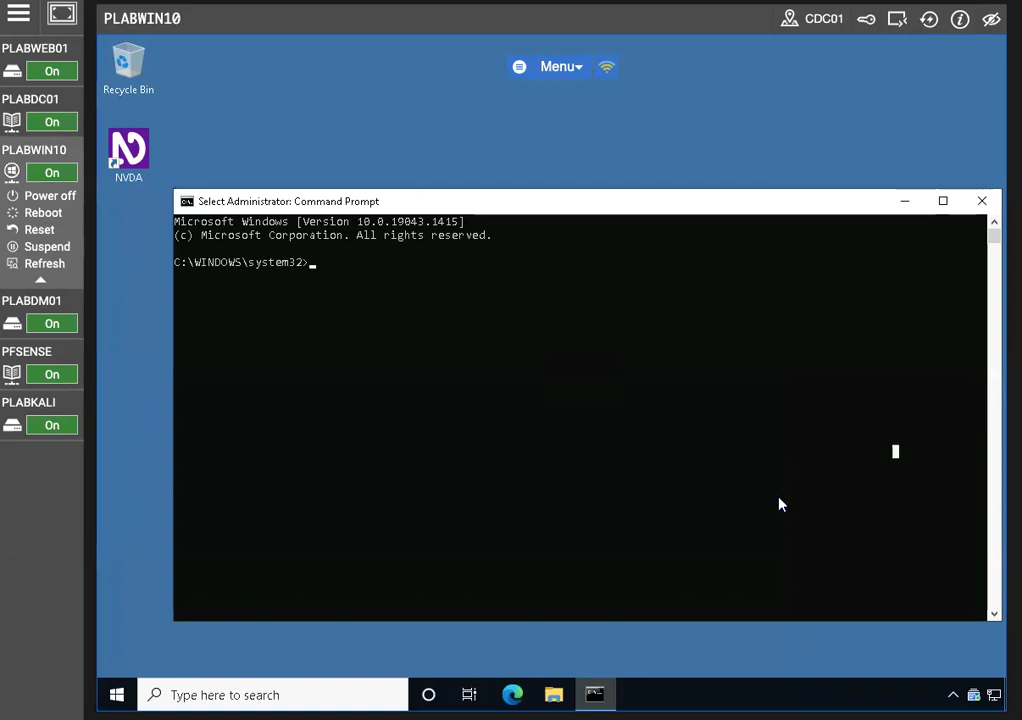 PLABWIN10
CDC01
PLABWEB01
On
PLABDC01
On
PLABWIN10
On
Power off
Reboot
Reset
Suspend
Refresh
PLABDM01
On
PFSENSE
On
PLABKALI
On
Recycle Bin
Menu
NVDA
Select Administrator: Command Prompt
Microsoft Windows [Version 10.0.19043.1415]
(c) Microsoft Corporation. All rights reserved.
C:\WINDOWS\system32>
Type here to search